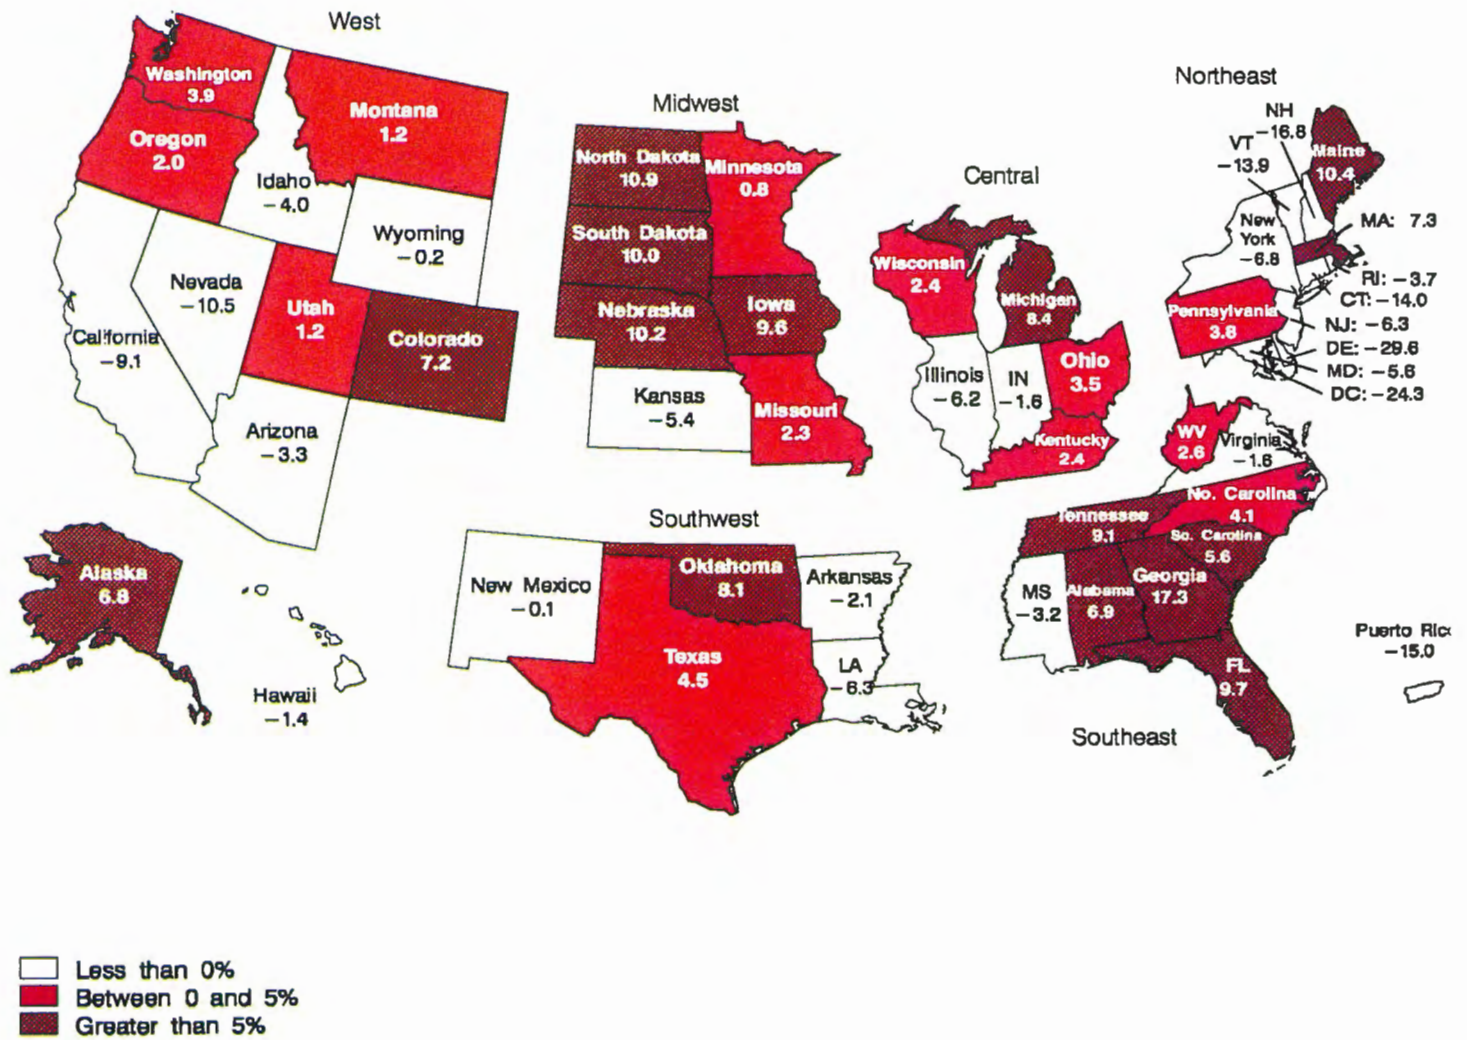 West
Washington
3.9
Montana
1.2
Oregon
2.0
Idaho
-4.0
Wyoming
-0.2
Nevada
-10.5
Utah
1.2
Colorado
7.2
California
-9.1
Arizona
-3.3
Alaska
6.8
Hawaii
-1.4
Midwest
North Dakota
10.9
Minnesota
0.8
South Dakota
10.0
Nebraska
10.2
Iowa
9.6
Kansas
-5.4
Missouri
2.3
Southwest
New Mexico
-0.1
Oklahoma
8.1
Arkansas
-2.1
Texas
4.5
LA
-6.3
Central
Wisconsin
2.4
Michigan
8.4
Illinois
-6.2
IN
-1.6
Ohio
3.5
Kentucky
2.4
Northeast
NH
-16.8
VT
-13.9
Maine
10.4
New
York
-6.8
MA: 7.3
RI: -3.7
CT: -14.0
Pennsylvania
3.8
NJ: -6.3
DE: -29.6
MD: -5.6
DC: -24.3
WV
2.6
Virginia
-1.6
No. Carolina
4.1
Tennessee
9.1
So. Carolina
5.6
MS
-3.2
Alabama
6.9
Georgia
17.3
FL
9.7
Southeast
Puerto Ric
-15.0
Less than 0%
Between 0 and 5%
Greater than 5%